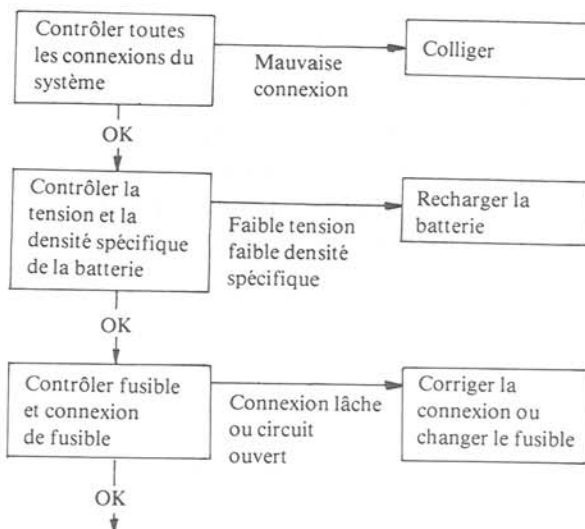 Contrôler toutes
les connexions du
système
Mauvaise
connexion
Colliger
OK
Contrôler la
tension et la
densité spécifique
de la batterie
Faible tension
faible densité
spécifique
Recharger la
batterie
OK
Contrôler fusible
et connexion
de fusible
Connexion lâche
ou circuit
ouvert
Corriger la
connexion ou
changer le fusible
OK